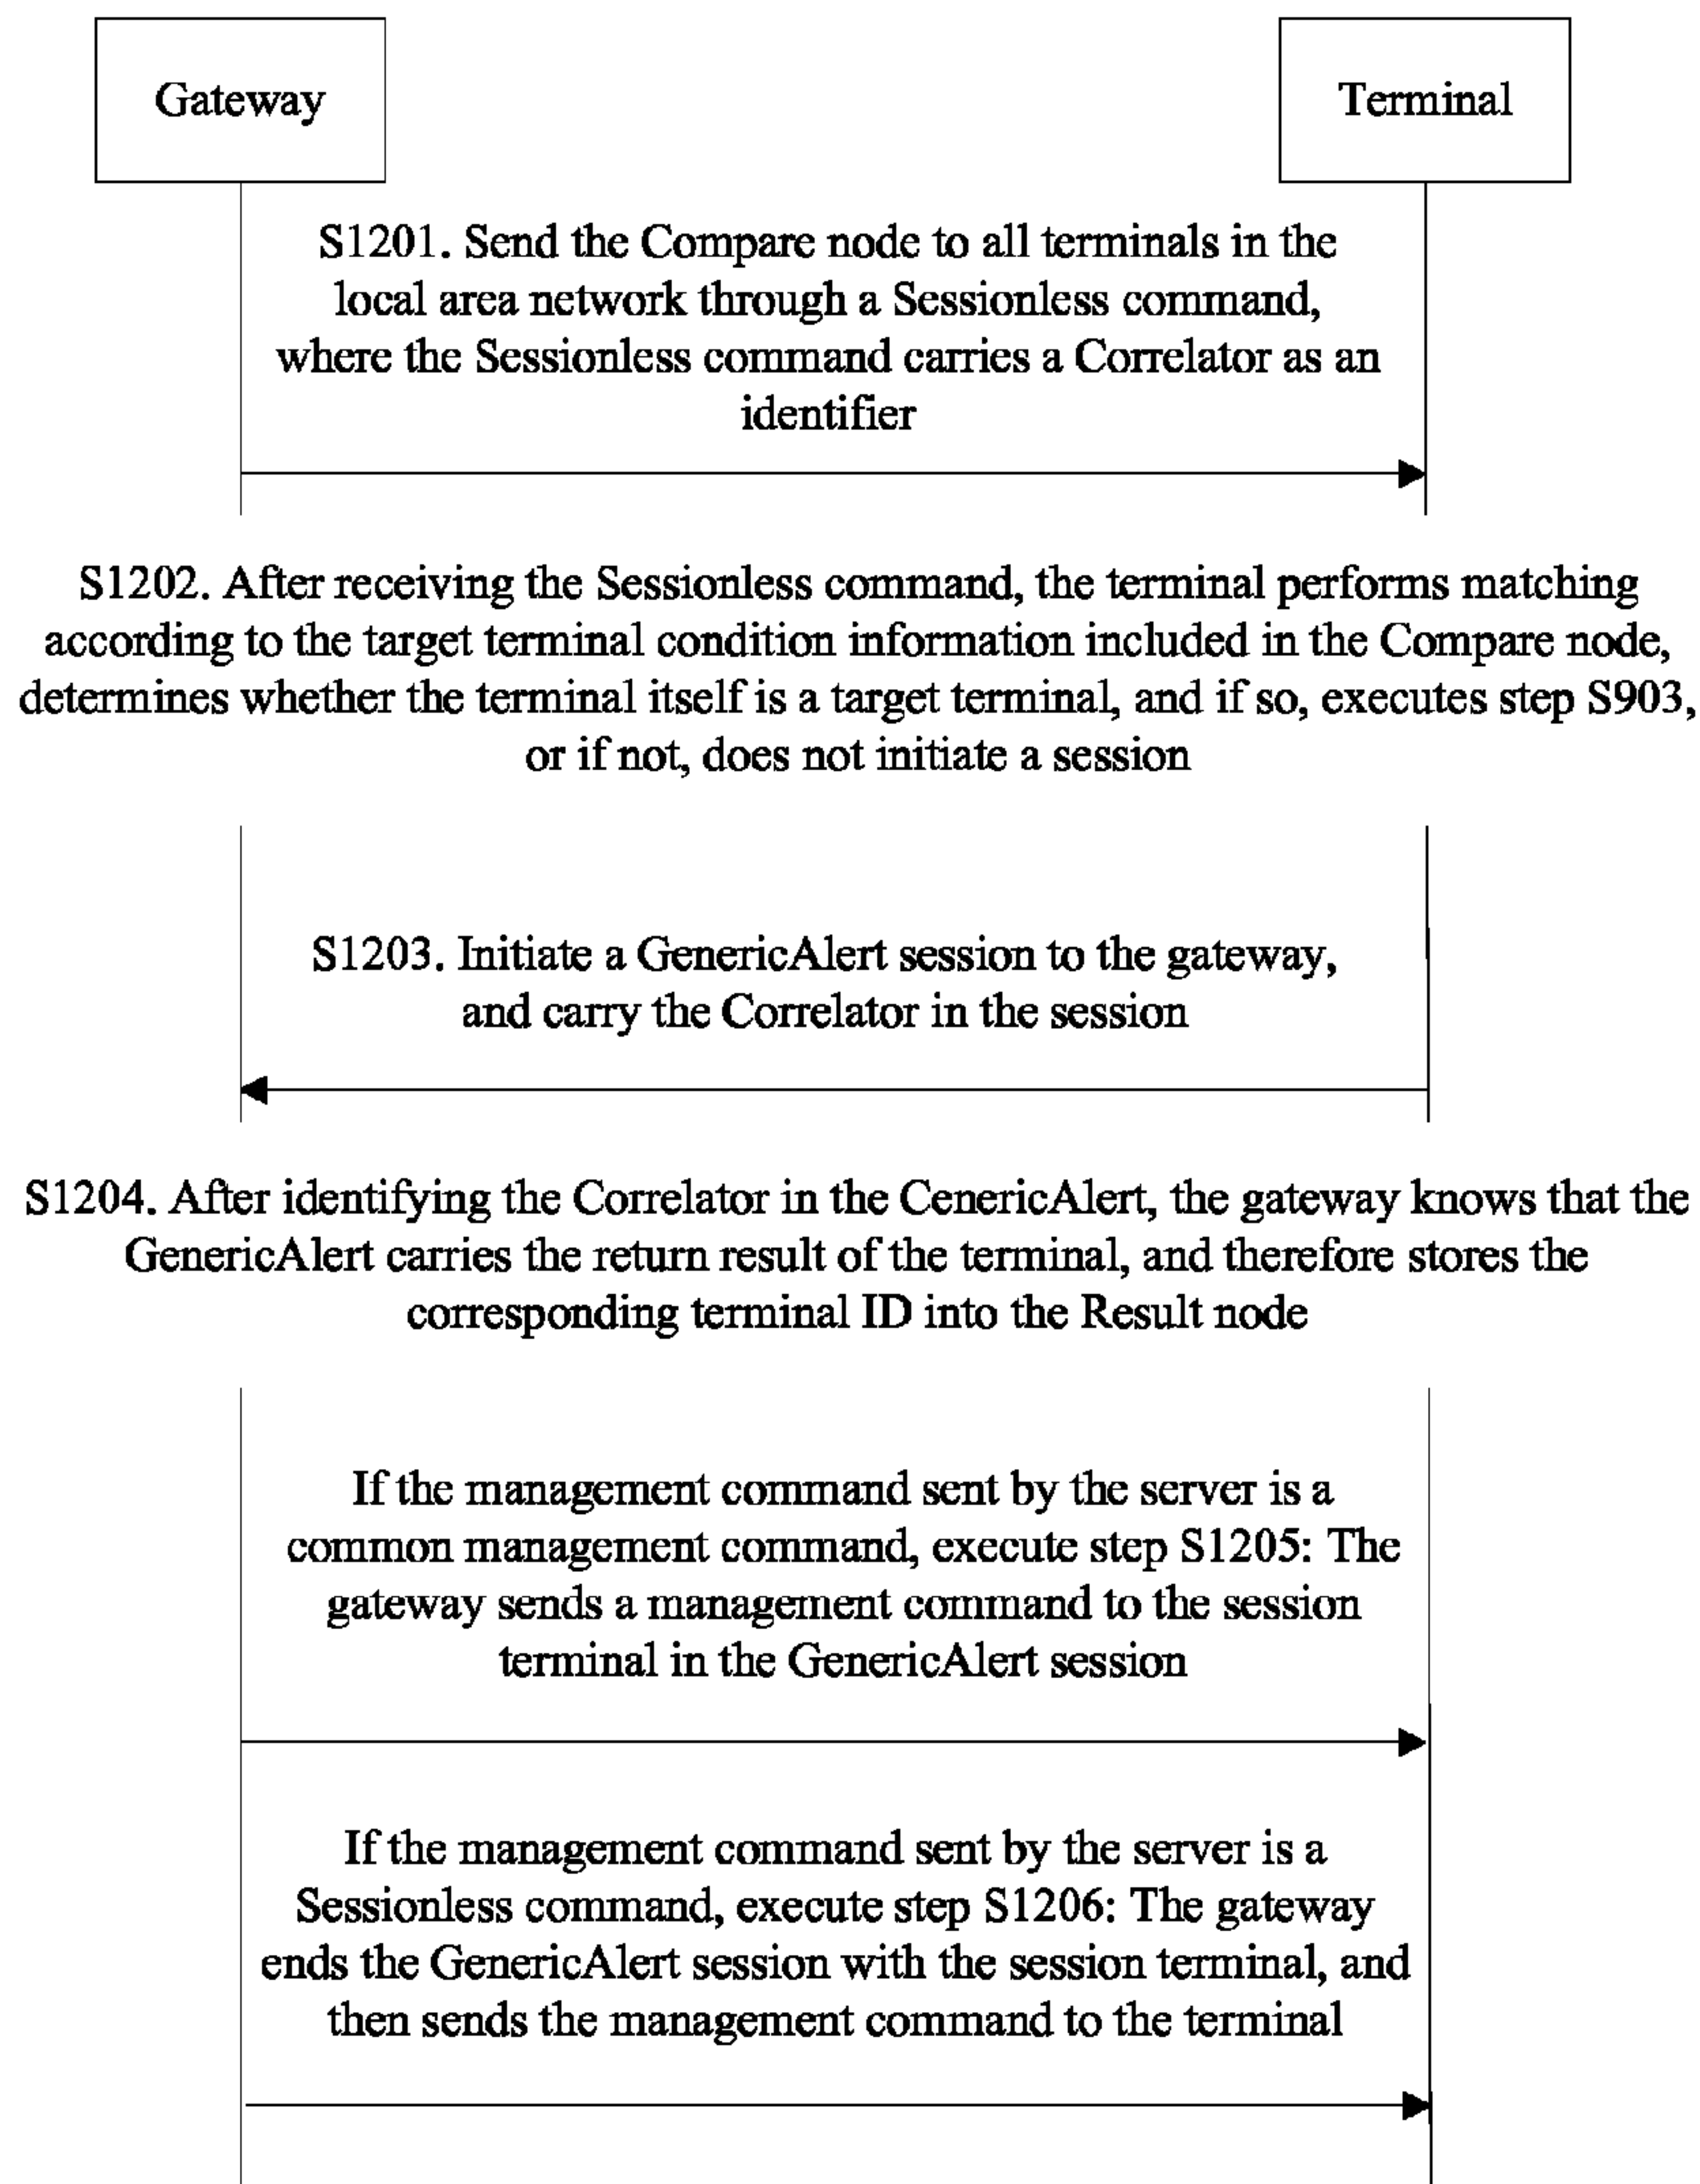 Gateway
Terminal
S1201. Send the Compare node to all terminals in the
local area network through a Sessionless command,
where the Sessionless command carries a Correlator as an
identifier
S1202. After receiving the Sessionless command, the terminal performs matching
according to the target terminal condition information included in the Compare node,
determines whether the terminal itself is a target terminal, and if so, executes step S903,
or if not, does not initiate a session
S1203. Initiate a GenericAlert session to the gateway,
and carry the Correlator in the session
S1204. After identifying the Correlator in the CenericAlert, the gateway knows that the
GenericAlert carries the return result of the terminal, and therefore stores the
corresponding terminal ID into the Result node
If the management command sent by the server is a
common management command, execute step S1205: The
gateway sends a management command to the session
terminal in the GenericAlert session
If the management command sent by the server is a
Sessionless command, execute step S1206: The gateway
ends the GenericAlert session with the session terminal, and
then sends the management command to the terminal